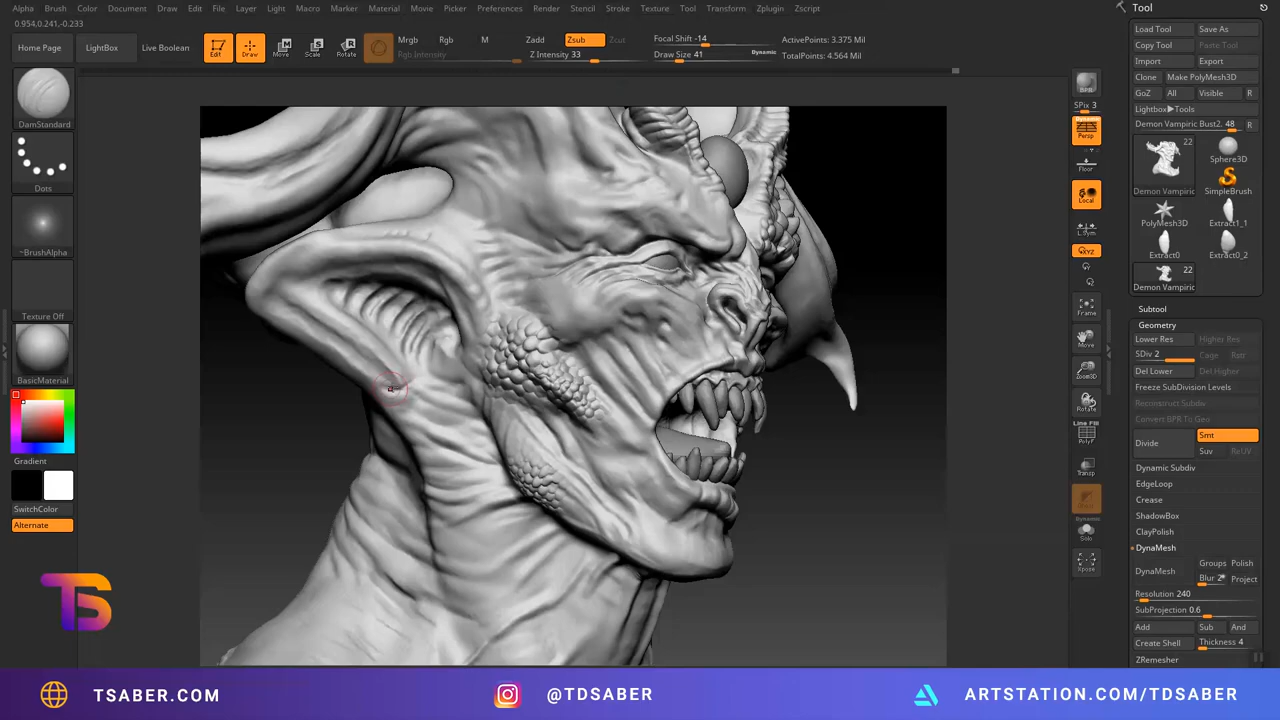 Alpha Brush Color Document Draw Edit File Layer Light Macro Marker Material Movie Picker Preferences Render Stencil Stroke Texture Tool Transform Zplugin Zscript
0.954,0.241,-0.233
Home Page LightBox Live Boolean Edit Draw Move Scale Rotate
Mrgb Rgb M
Rgb Intensity
Zadd Zsub Zcut
Z Intensity 33
Focal Shift -14
Draw Size 41 Dynamic
ActivePoints: 3.375 Mil
TotalPoints: 4.564 Mil
DamStandard
Dots
~BrushAlpha
Texture Off
BasicMaterial
Gradient
SwitchColor
Alternate
BPR
SPix 3
Dynamic
Persp
Floor
Local
L.Sym
XYZ
Frame
Move
Zoom3D
Rotate
Line Fill
PolyF
Transp
Dynamic
Solo
Xpose
Tool
Load Tool Save As
Copy Tool Paste Tool
Import Export
Clone Make PolyMesh3D
GoZ All Visible R
Lightbox▶Tools
Demon Vampiric Bust2. 48 R
22
Sphere3D
Demon Vampiric SimpleBrush
PolyMesh3D Extract1_1
Extract0 Extract0_2
22
Demon Vampiric
Subtool
Geometry
Lower Res Higher Res
SDiv 2 Cage Rstr
Del Lower Del Higher
Freeze SubDivision Levels
Reconstruct Subdiv
Convert BPR To Geo
Divide Smt
Suv ReUV
Dynamic Subdiv
EdgeLoop
Crease
ShadowBox
ClayPolish
DynaMesh
DynaMesh Groups Polish
Blur 2 Project
Resolution 240
SubProjection 0.6
Add Sub And
Create Shell Thickness 4
ZRemesher
TS
TSABER.COM @TDSABER ARTSTATION.COM/TDSABER